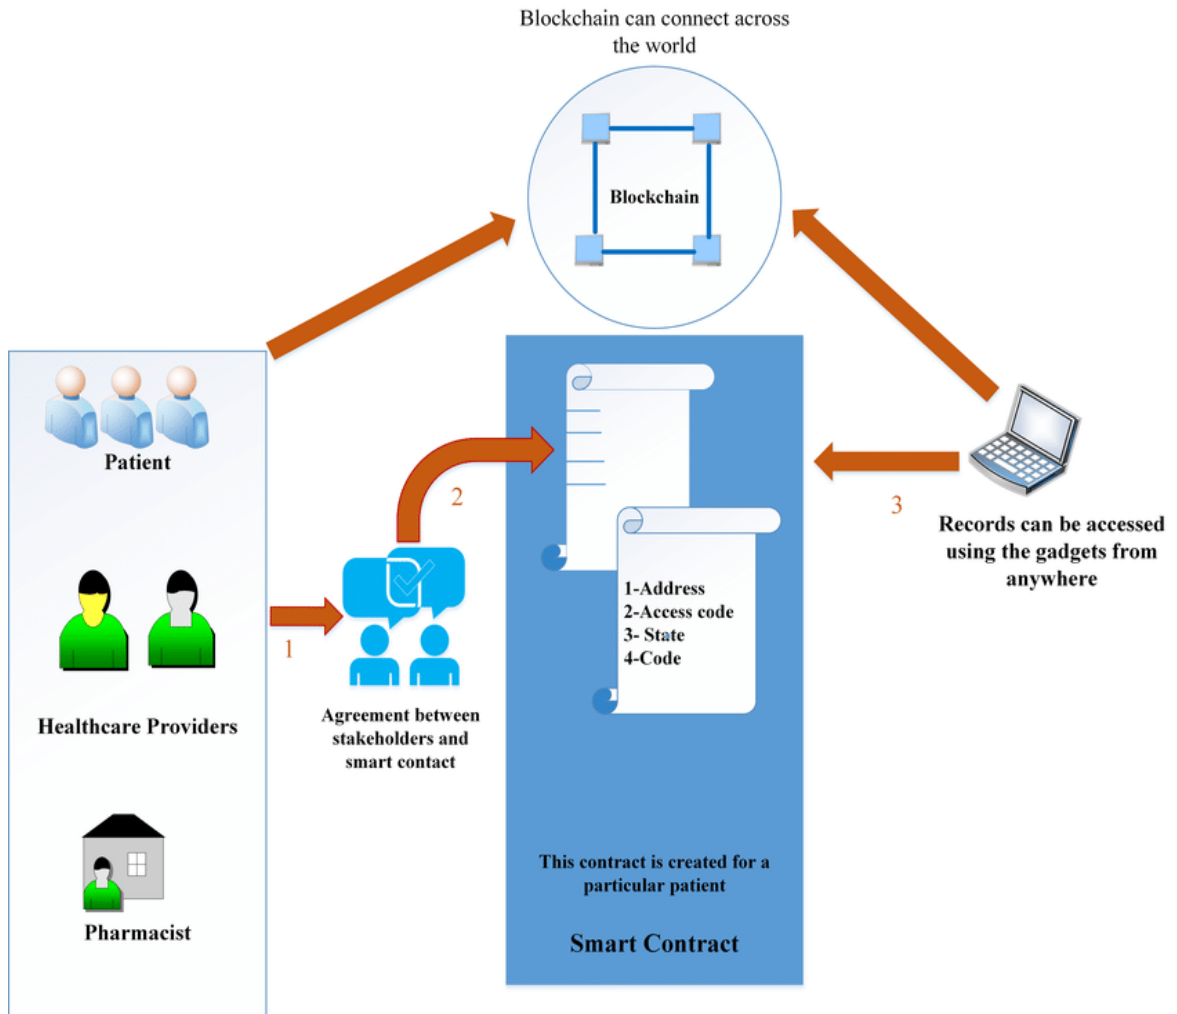 Blockchain can connect across
the world
Blockchain
Patient
Healthcare Providers
Pharmacist
1
Agreement between
stakeholders and
smart contact
2
1-Address
2-Access code
3- State
4-Code
This contract is created for a
particular patient
Smart Contract
3
Records can be accessed
using the gadgets from
anywhere